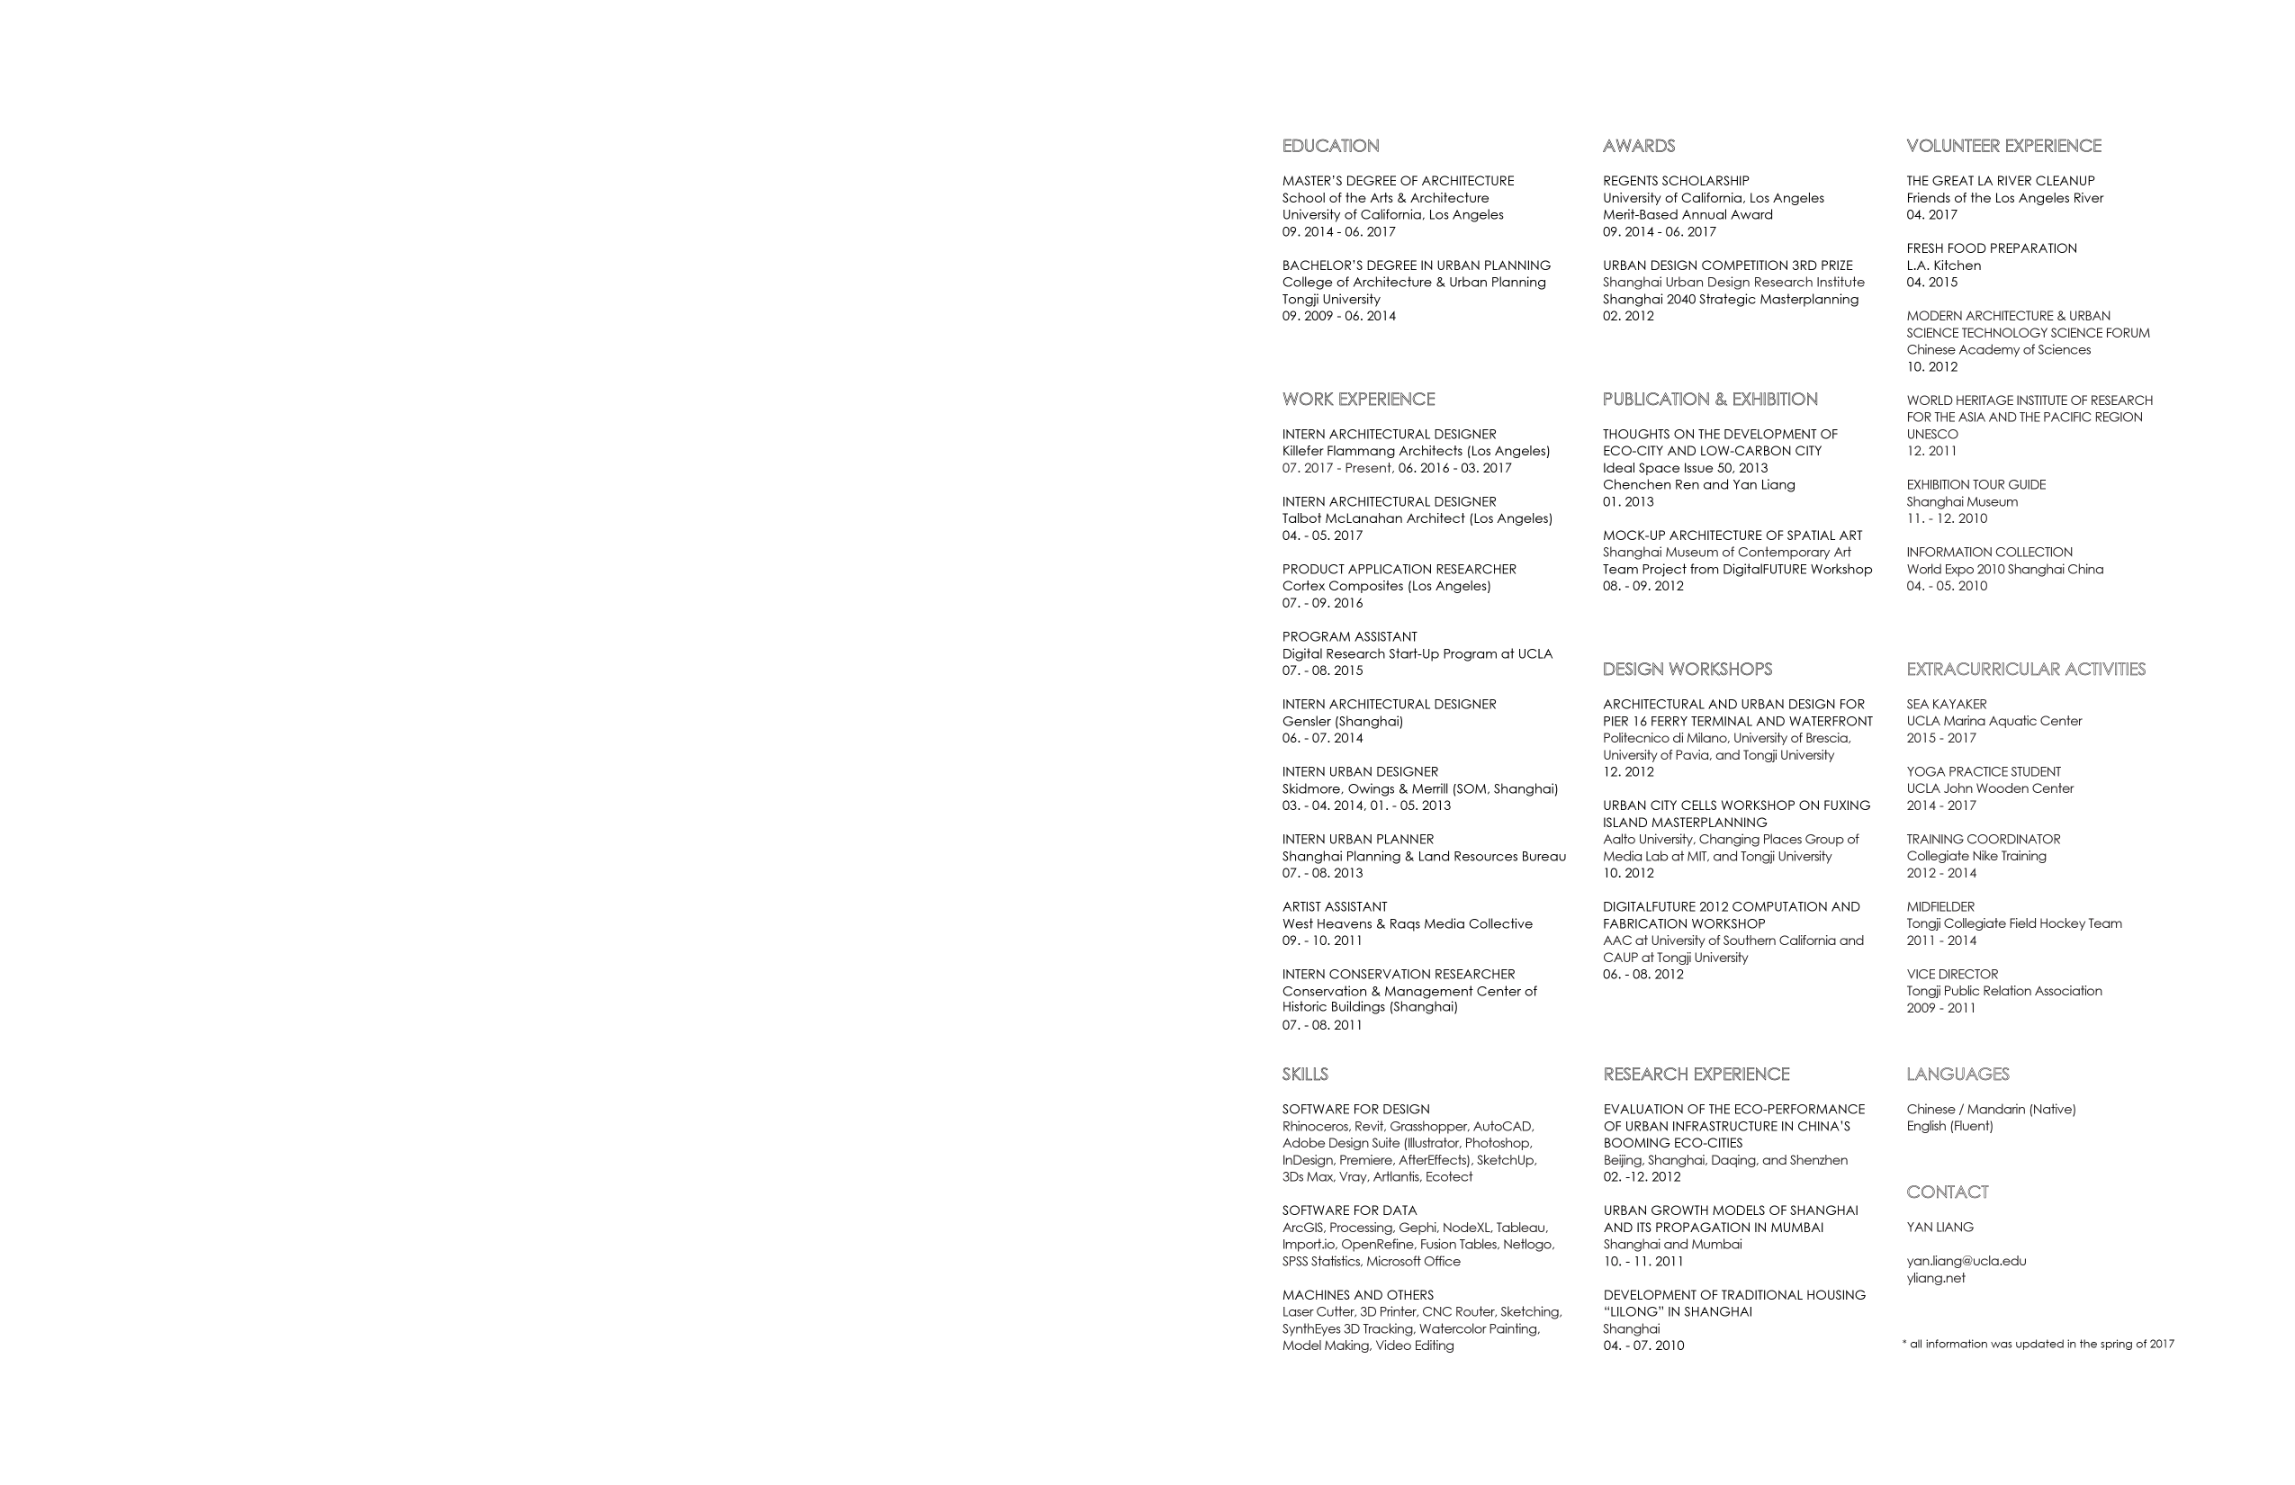 EDUCATION
MASTER'S DEGREE OF ARCHITECTURE
School of the Arts & Architecture
University of California, Los Angeles
09. 2014 - 06. 2017
BACHELOR'S DEGREE IN URBAN PLANNING
College of Architecture & Urban Planning
Tongji University
09. 2009 - 06. 2014
WORK EXPERIENCE
INTERN ARCHITECTURAL DESIGNER
Killefer Flammang Architects (Los Angeles)
07. 2017 - Present, 06. 2016 - 03. 2017
INTERN ARCHITECTURAL DESIGNER
Talbot McLanahan Architect (Los Angeles)
04. - 05. 2017
PRODUCT APPLICATION RESEARCHER
Cortex Composites (Los Angeles)
07. - 09. 2016
PROGRAM ASSISTANT
Digital Research Start-Up Program at UCLA
07. - 08. 2015
INTERN ARCHITECTURAL DESIGNER
Gensler (Shanghai)
06. - 07. 2014
INTERN URBAN DESIGNER
Skidmore, Owings & Merrill (SOM, Shanghai)
03. - 04. 2014, 01. - 05. 2013
INTERN URBAN PLANNER
Shanghai Planning & Land Resources Bureau
07. - 08. 2013
ARTIST ASSISTANT
West Heavens & Raqs Media Collective
09. - 10. 2011
INTERN CONSERVATION RESEARCHER
Conservation & Management Center of
Historic Buildings (Shanghai)
07. - 08. 2011
SKILLS
SOFTWARE FOR DESIGN
Rhinoceros, Revit, Grasshopper, AutoCAD,
Adobe Design Suite (Illustrator, Photoshop,
InDesign, Premiere, AfterEffects), SketchUp,
3Ds Max, Vray, Artlantis, Ecotect
SOFTWARE FOR DATA
ArcGIS, Processing, Gephi, NodeXL, Tableau,
Import.io, OpenRefine, Fusion Tables, Netlogo,
SPSS Statistics, Microsoft Office
MACHINES AND OTHERS
Laser Cutter, 3D Printer, CNC Router, Sketching,
SynthEyes 3D Tracking, Watercolor Painting,
Model Making, Video Editing
AWARDS
REGENTS SCHOLARSHIP
University of California, Los Angeles
Merit-Based Annual Award
09. 2014 - 06. 2017
URBAN DESIGN COMPETITION 3RD PRIZE
Shanghai Urban Design Research Institute
Shanghai 2040 Strategic Masterplanning
02. 2012
PUBLICATION & EXHIBITION
THOUGHTS ON THE DEVELOPMENT OF
ECO-CITY AND LOW-CARBON CITY
Ideal Space Issue 50, 2013
Chenchen Ren and Yan Liang
01. 2013
MOCK-UP ARCHITECTURE OF SPATIAL ART
Shanghai Museum of Contemporary Art
Team Project from DigitalFUTURE Workshop
08. - 09. 2012
DESIGN WORKSHOPS
ARCHITECTURAL AND URBAN DESIGN FOR
PIER 16 FERRY TERMINAL AND WATERFRONT
Politecnico di Milano, University of Brescia,
University of Pavia, and Tongji University
12. 2012
URBAN CITY CELLS WORKSHOP ON FUXING
ISLAND MASTERPLANNING
Aalto University, Changing Places Group of
Media Lab at MIT, and Tongji University
10. 2012
DIGITALFUTURE 2012 COMPUTATION AND
FABRICATION WORKSHOP
AAC at University of Southern California and
CAUP at Tongji University
06. - 08. 2012
RESEARCH EXPERIENCE
EVALUATION OF THE ECO-PERFORMANCE
OF URBAN INFRASTRUCTURE IN CHINA'S
BOOMING ECO-CITIES
Beijing, Shanghai, Daqing, and Shenzhen
02. -12. 2012
URBAN GROWTH MODELS OF SHANGHAI
AND ITS PROPAGATION IN MUMBAI
Shanghai and Mumbai
10. - 11. 2011
DEVELOPMENT OF TRADITIONAL HOUSING
“LILONG” IN SHANGHAI
Shanghai
04. - 07. 2010
VOLUNTEER EXPERIENCE
THE GREAT LA RIVER CLEANUP
Friends of the Los Angeles River
04. 2017
FRESH FOOD PREPARATION
L.A. Kitchen
04. 2015
MODERN ARCHITECTURE & URBAN
SCIENCE TECHNOLOGY SCIENCE FORUM
Chinese Academy of Sciences
10. 2012
WORLD HERITAGE INSTITUTE OF RESEARCH
FOR THE ASIA AND THE PACIFIC REGION
UNESCO
12. 2011
EXHIBITION TOUR GUIDE
Shanghai Museum
11. - 12. 2010
INFORMATION COLLECTION
World Expo 2010 Shanghai China
04. - 05. 2010
EXTRACURRICULAR ACTIVITIES
SEA KAYAKER
UCLA Marina Aquatic Center
2015 - 2017
YOGA PRACTICE STUDENT
UCLA John Wooden Center
2014 - 2017
TRAINING COORDINATOR
Collegiate Nike Training
2012 - 2014
MIDFIELDER
Tongji Collegiate Field Hockey Team
2011 - 2014
VICE DIRECTOR
Tongji Public Relation Association
2009 - 2011
LANGUAGES
Chinese / Mandarin (Native)
English (Fluent)
CONTACT
YAN LIANG
yan.liang@ucla.edu
yliang.net
* all information was updated in the spring of 2017